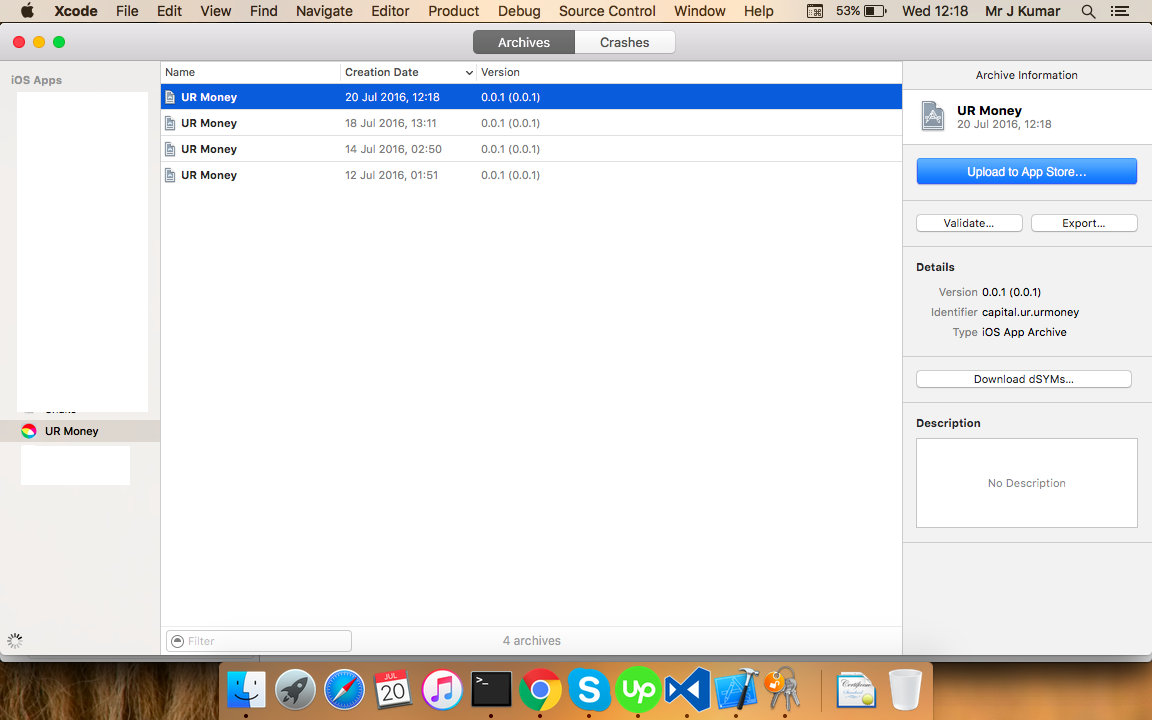 Xcode File Edit View Find Navigate Editor Product Debug Source Control Window Help 53% Wed 12:18 Mr J Kumar
Archives Crashes
iOS Apps
UR Money
Name Creation Date Version
UR Money 20 Jul 2016, 12:18 0.0.1 (0.0.1)
UR Money 18 Jul 2016, 13:11 0.0.1 (0.0.1)
UR Money 14 Jul 2016, 02:50 0.0.1 (0.0.1)
UR Money 12 Jul 2016, 01:51 0.0.1 (0.0.1)
Filter
4 archives
Archive Information
UR Money
20 Jul 2016, 12:18
Upload to App Store...
Validate... Export...
Details
Version 0.0.1 (0.0.1)
Identifier capital.ur.urmoney
Type iOS App Archive
Download dSYMs...
Description
No Description
JUL
20
>_
S
Up